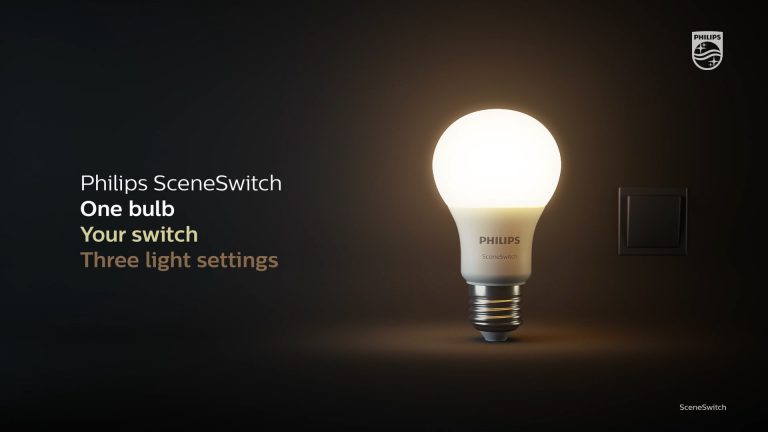 PHILIPS
Philips SceneSwitch
One bulb
Your switch
Three light settings
PHILIPS
SceneSwitch
SceneSwitch